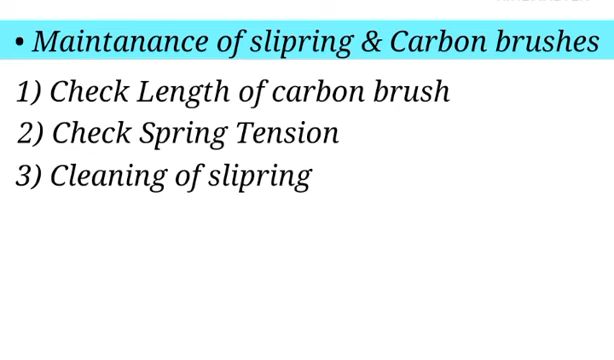 • Maintanance of slipring & Carbon brushes
1) Check Length of carbon brush
2) Check Spring Tension
3) Cleaning of slipring